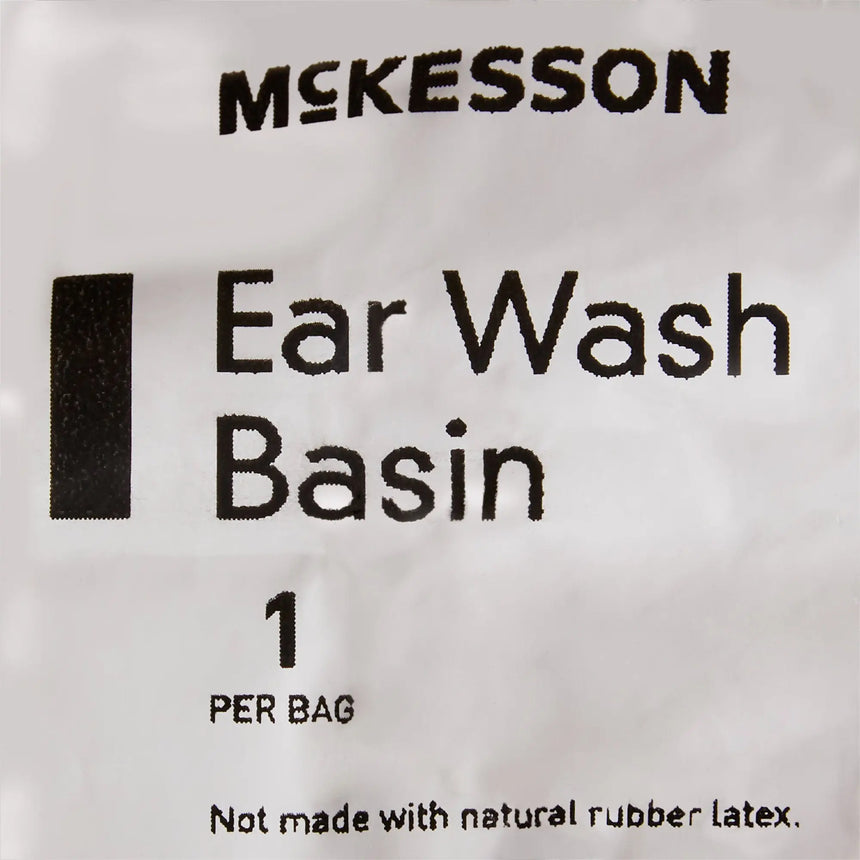 McKESSON
Ear Wash
Basin
1
PER BAG
Not made with natural rubber latex.